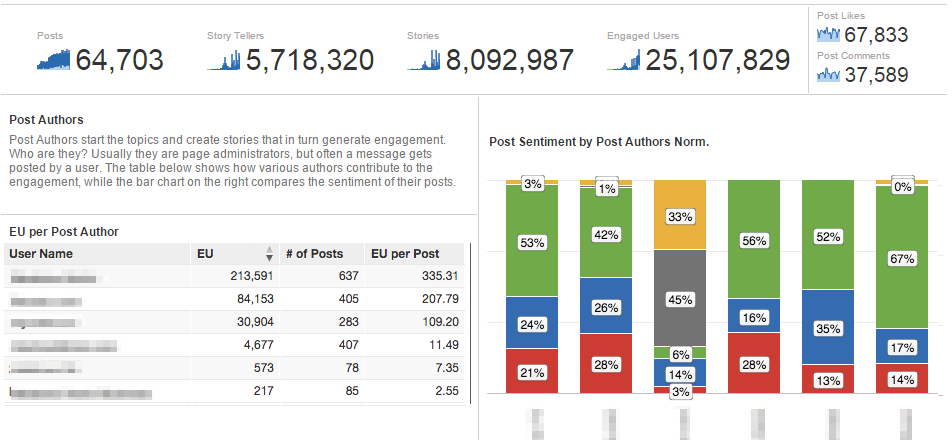 Posts
64,703
Story Tellers
5,718,320
Stories
8,092,987
Engaged Users
25,107,829
Post Likes
67,833
Post Comments
37,589
Post Authors
Post Authors start the topics and create stories that in turn generate engagement.
Who are they? Usually they are page administrators, but often a message gets
posted by a user. The table below shows how various authors contribute to the
engagement, while the bar chart on the right compares the sentiment of their posts.
EU per Post Author
User Name EU # of Posts EU per Post
213,591 637 335.31
84,153 405 207.79
30,904 283 109.20
4,677 407 11.49
573 78 7.35
217 85 2.55
Post Sentiment by Post Authors Norm.
3%
53%
24%
21%
1%
42%
26%
28%
33%
45%
6%
14%
3%
56%
16%
28%
52%
35%
13%
0%
67%
17%
14%